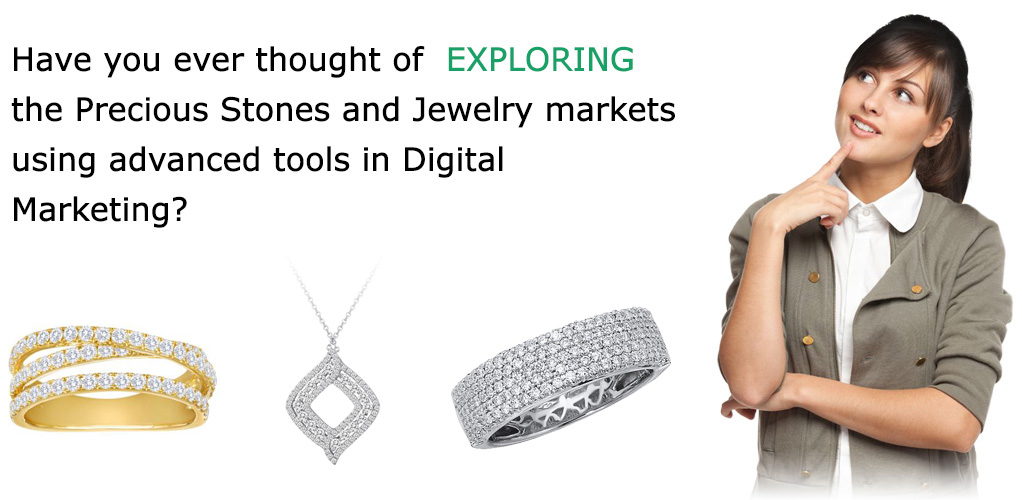 Have you ever thought of EXPLORING
the Precious Stones and Jewelry markets
using advanced tools in Digital
Marketing?